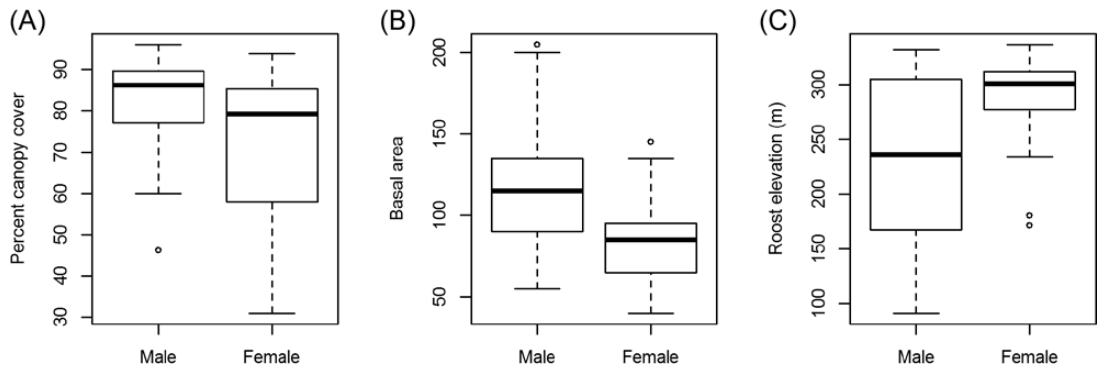 (A)
Percent canopy cover
90
80
70
60
50
40
30
Male Female
(B)
Basal area
200
150
100
50
Male Female
(C)
Roost elevation (m)
300
250
200
150
100
Male Female